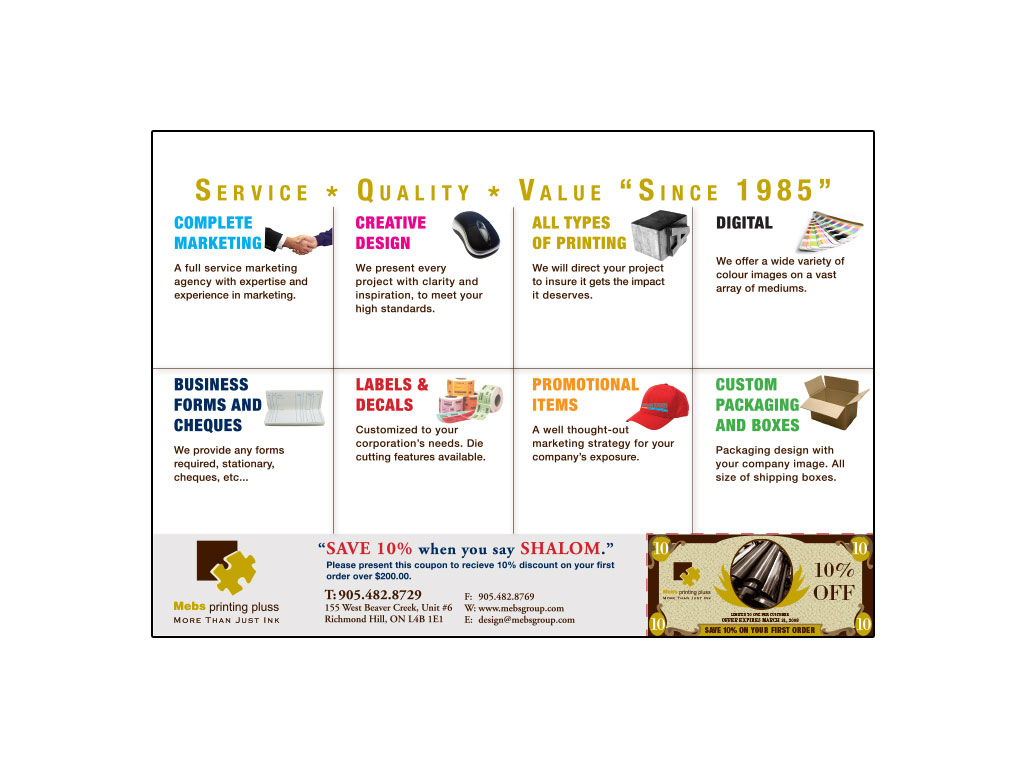 SERVICE * QUALITY * VALUE “SINCE 1985”
COMPLETE
MARKETING
A full service marketing
agency with expertise and
experience in marketing.
CREATIVE
DESIGN
We present every
project with clarity and
inspiration, to meet your
high standards.
ALL TYPES
OF PRINTING
We will direct your project
to insure it gets the impact
it deserves.
DIGITAL
We offer a wide variety of
colour images on a vast
array of mediums.
BUSINESS
FORMS AND
CHEQUES
We provide any forms
required, stationary,
cheques, etc...
LABELS &
DECALS
Customized to your
corporation’s needs. Die
cutting features available.
PROMOTIONAL
ITEMS
A well thought-out
marketing strategy for your
company’s exposure.
CUSTOM
PACKAGING
AND BOXES
Packaging design with
your company image. All
size of shipping boxes.
Mebs printing pluss
MORE THAN JUST INK
“SAVE 10% when you say SHALOM.”
Please present this coupon to recieve 10% discount on your first
order over $200.00.
T: 905.482.8729
155 West Beaver Creek, Unit #6
Richmond Hill, ON L4B 1E1
F: 905.482.8769
W: www.mebsgroup.com
E: design@mebsgroup.com
10
10
Mebs printing pluss
MORE THAN JUST INK
10%
OFF
LIMITED TO ONE PER CUSTOMER
OFFER EXPIRES MARCH 31, 2008
10
10
SAVE 10% ON YOUR FIRST ORDER